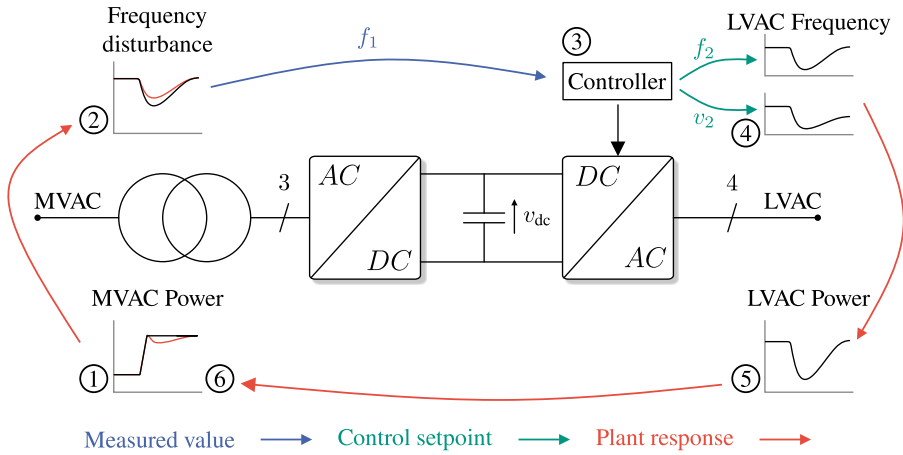 Frequency
disturbance
f₁
③
LVAC Frequency
f₂
Controller
②
v₂
④
MVAC
3
AC
DC
v_dc
DC
AC
4
LVAC
MVAC Power
LVAC Power
①
⑥
⑤
Measured value
Control setpoint
Plant response